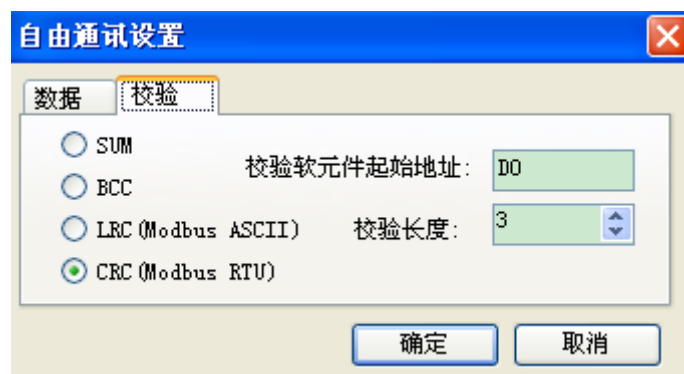 自由通讯设置
数据 校验
SUM
校验软元件起始地址: D0
BCC
LRC(Modbus ASCII) 校验长度: 3
CRC(Modbus RTU)
确定 取消